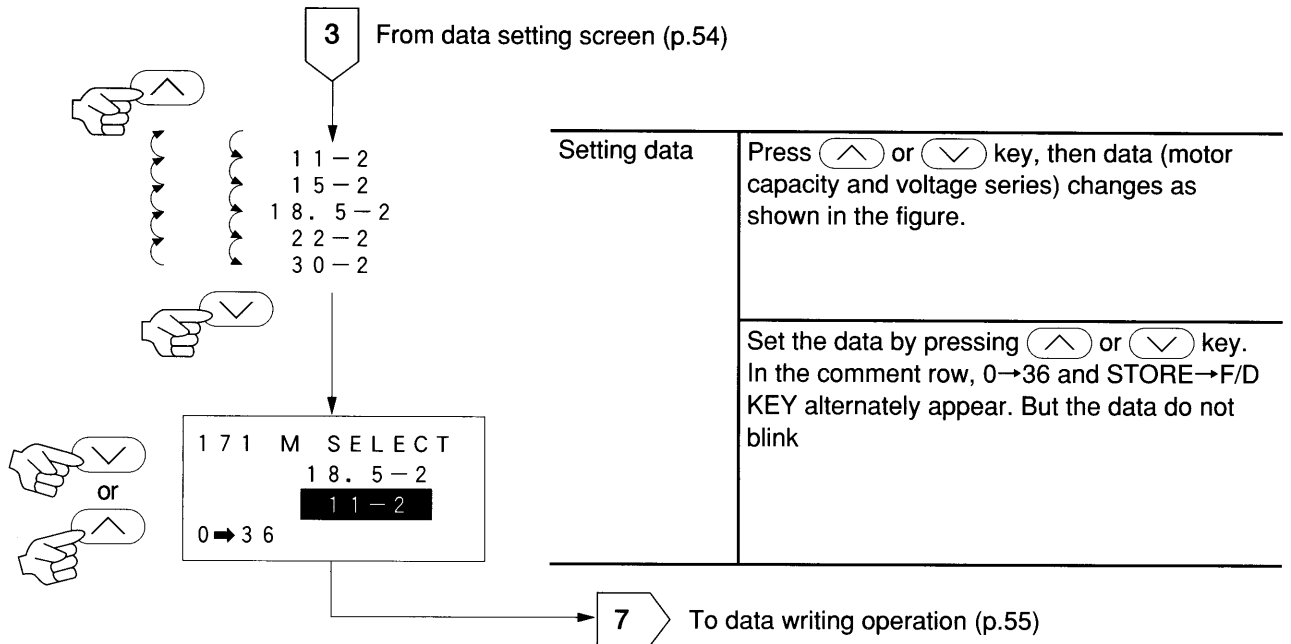 3 From data setting screen (p.54)
11-2
15-2
18.5-2
22-2
30-2
Setting data
Press ∧ or ∨ key, then data (motor
capacity and voltage series) changes as
shown in the figure.
Set the data by pressing ∧ or ∨ key.
In the comment row, 0→36 and STORE→F/D
KEY alternately appear. But the data do not
blink
or
171 M SELECT
18.5-2
11-2
0➡36
7 To data writing operation (p.55)